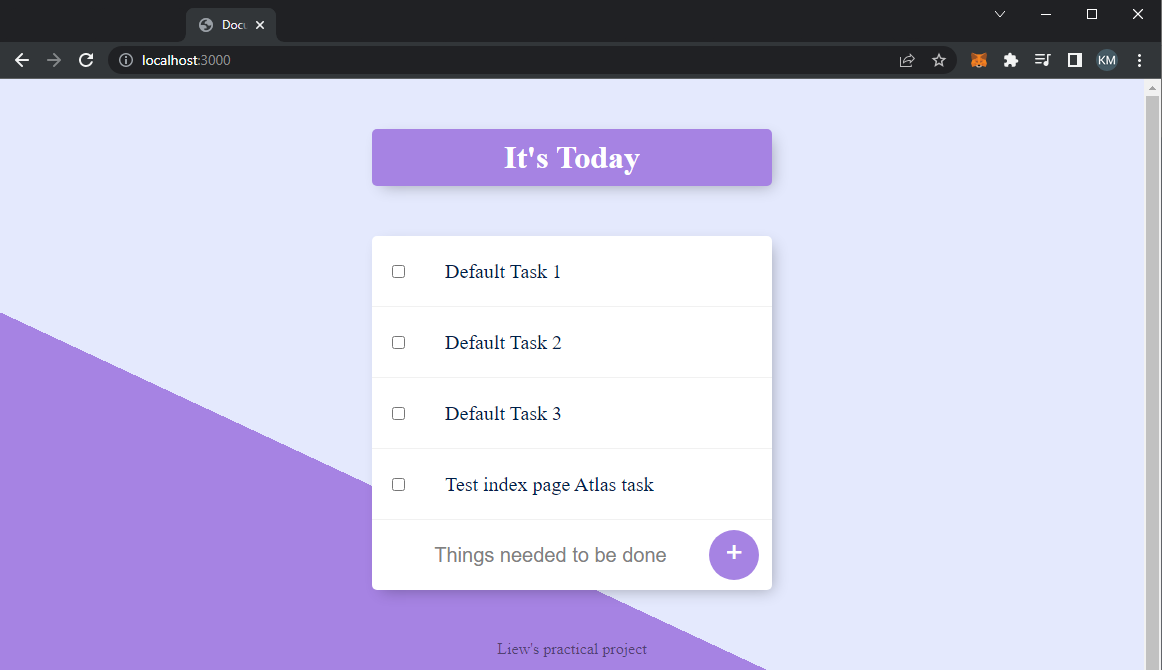 Docu
localhost:3000
KM
It's Today
Default Task 1
Default Task 2
Default Task 3
Test index page Atlas task
Things needed to be done
+
Liew's practical project